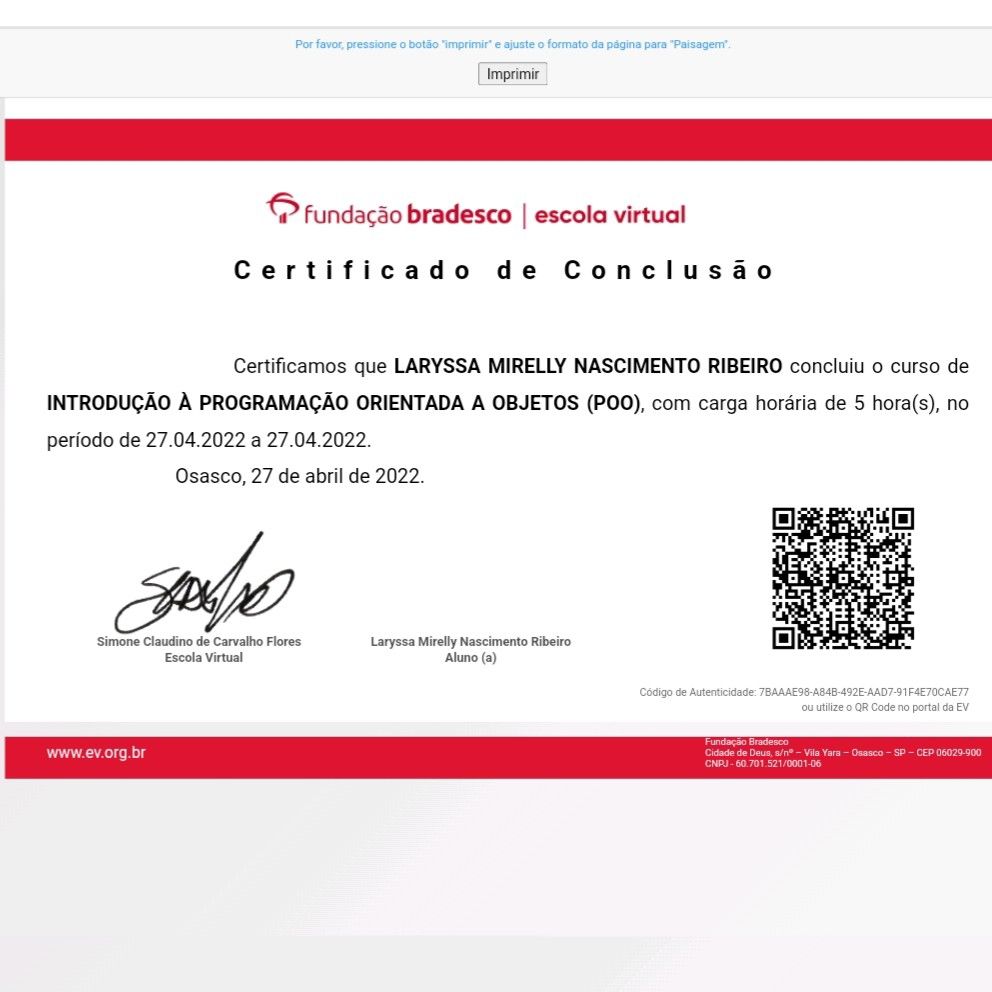 Por favor, pressione o botão "imprimir" e ajuste o formato da página para "Paisagem".
Imprimir
fundação bradesco | escola virtual
Certificado de Conclusão
Certificamos que LARYSSA MIRELLY NASCIMENTO RIBEIRO concluiu o curso de
INTRODUÇÃO À PROGRAMAÇÃO ORIENTADA A OBJETOS (POO), com carga horária de 5 hora(s), no
período de 27.04.2022 a 27.04.2022.
Osasco, 27 de abril de 2022.
Simone Claudino de Carvalho Flores
Escola Virtual
Laryssa Mirelly Nascimento Ribeiro
Aluno (a)
Código de Autenticidade: 7BAAAE98-A84B-492E-AAD7-91F4E70CAE77
ou utilize o QR Code no portal da EV
www.ev.org.br
Fundação Bradesco
Cidade de Deus, s/nº – Vila Yara – Osasco – SP – CEP 06029-900
CNPJ - 60.701.521/0001-06